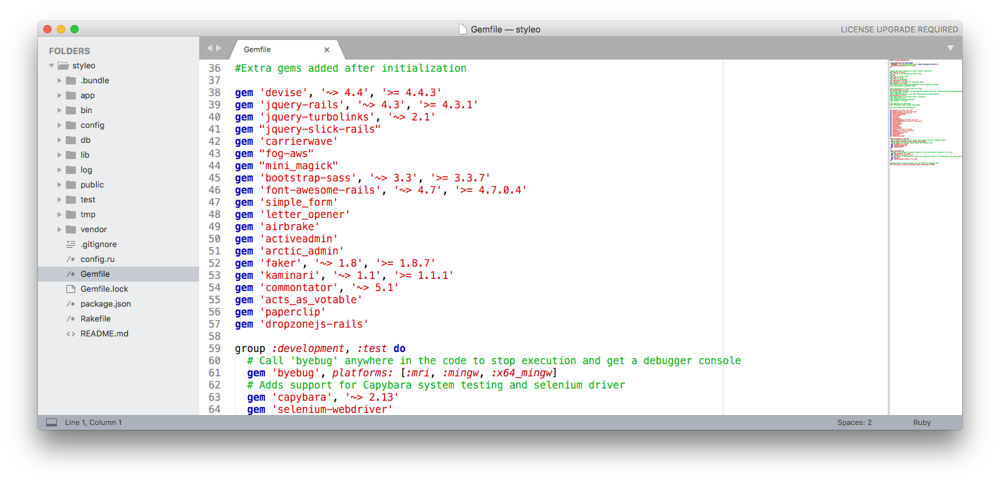 Gemfile — styleo
LICENSE UPGRADE REQUIRED
FOLDERS
styleo
.bundle
app
bin
config
db
lib
log
public
test
tmp
vendor
.gitignore
/* config.ru
/* Gemfile
Gemfile.lock
/* package.json
/* Rakefile
<> README.md
Gemfile ×
36 #Extra gems added after initialization
37
38 gem 'devise', '~> 4.4', '>= 4.4.3'
39 gem 'jquery-rails', '~> 4.3', '>= 4.3.1'
40 gem 'jquery-turbolinks', '~> 2.1'
41 gem "jquery-slick-rails"
42 gem 'carrierwave'
43 gem "fog-aws"
44 gem "mini_magick"
45 gem 'bootstrap-sass', '~> 3.3', '>= 3.3.7'
46 gem 'font-awesome-rails', '~> 4.7', '>= 4.7.0.4'
47 gem 'simple_form'
48 gem 'letter_opener'
49 gem 'airbrake'
50 gem 'activeadmin'
51 gem 'arctic_admin'
52 gem 'faker', '~> 1.8', '>= 1.8.7'
53 gem 'kaminari', '~> 1.1', '>= 1.1.1'
54 gem 'commontator', '~> 5.1'
55 gem 'acts_as_votable'
56 gem 'paperclip'
57 gem 'dropzonejs-rails'
58
59 group :development, :test do
60   # Call 'byebug' anywhere in the code to stop execution and get a debugger console
61   gem 'byebug', platforms: [:mri, :mingw, :x64_mingw]
62   # Adds support for Capybara system testing and selenium driver
63   gem 'capybara', '~> 2.13'
64   gem 'selenium-webdriver'
Line 1, Column 1
Spaces: 2
Ruby